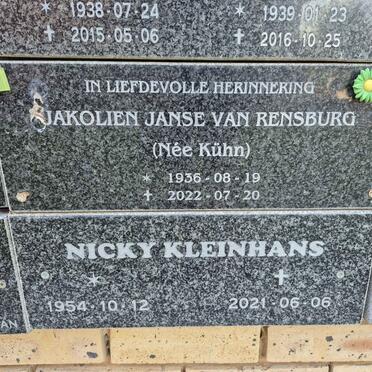 * 1938·07·24 * 1939·01·23
✝ 2015·05·06 ✝ 2016·10·25
IN LIEFDEVOLLE HERINNERING
JAKOLIEN JANSE VAN RENSBURG
(Née Kühn)
* 1936-08-19
✝ 2022-07-20
NICKY KLEINHANS
* ✝
1954·10·12 2021·06·06